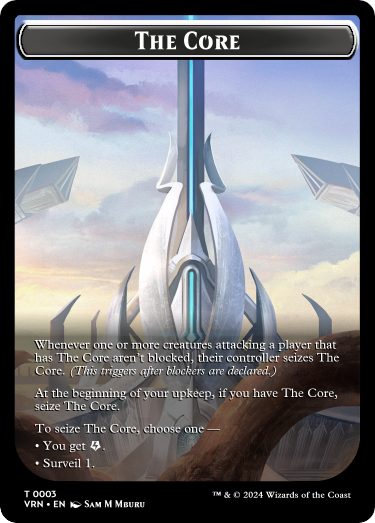 The Core
Whenever one or more creatures attacking a player that
has The Core aren't blocked, their controller seizes The
Core. (This triggers after blockers are declared.)
At the beginning of your upkeep, if you have The Core,
seize The Core.
To seize The Core, choose one —
• You get .
• Surveil 1.
T 0003
VRN • EN Sam M Mburu
™ & © 2024 Wizards of the Coast